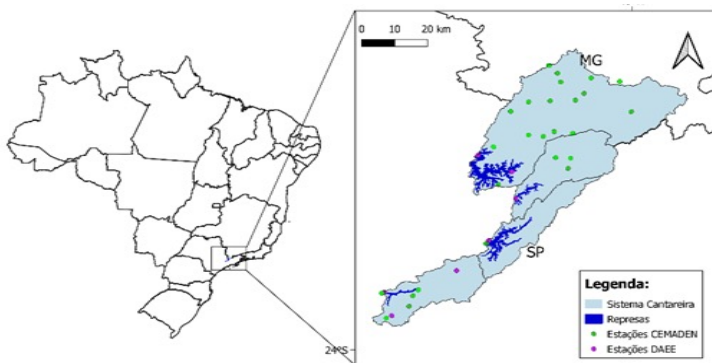 0 10 20 km
MG
SP
24°S
Legenda:
Sistema Cantareira
Represas
Estações CEMADEN
Estações DAEE